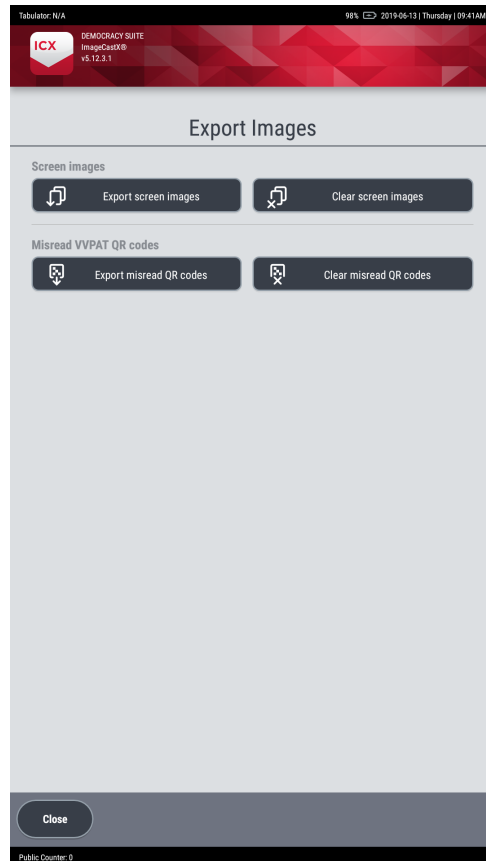 Tabulator: N/A
98% 2019-06-13 | Thursday | 09:41AM
ICX
DEMOCRACY SUITE
ImageCastX®
v5.12.3.1
Export Images
Screen images
Export screen images
Clear screen images
Misread VVPAT QR codes
Export misread QR codes
Clear misread QR codes
Close
Public Counter: 0